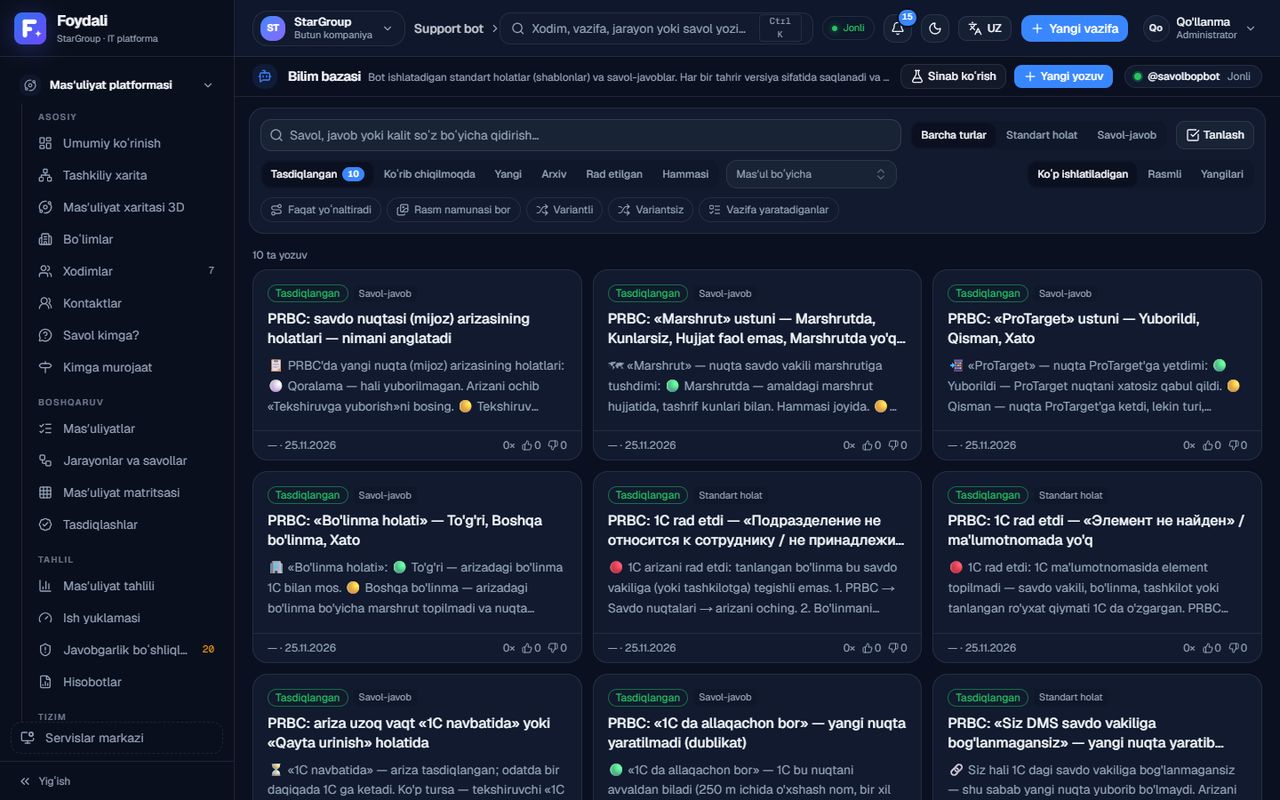 Foydali
StarGroup · IT platforma
ST StarGroup
Butun kompaniya
Support bot
Xodim, vazifa, jarayon yoki savol yozi...
Ctrl K
Jonli
15
UZ
Yangi vazifa
Qo Qo'llanma
Administrator
Mas'uliyat platformasi
ASOSIY
Umumiy ko'rinish
Tashkiliy xarita
Mas'uliyat xaritasi 3D
Bo'limlar
Xodimlar 7
Kontaktlar
Savol kimga?
Kimga murojaat
BOSHQARUV
Mas'uliyatlar
Jarayonlar va savollar
Mas'uliyat matritsasi
Tasdiqlashlar
TAHLIL
Mas'uliyat tahlili
Ish yuklamasi
Javobgarlik bo'shliql... 20
Hisobotlar
TIZIM
Servislar markazi
Yig'ish
Bilim bazasi
Bot ishlatadigan standart holatlar (shablonlar) va savol-javoblar. Har bir tahrir versiya sifatida saqlanadi va ...
Sinab ko'rish
Yangi yozuv
@savolbopbot Jonli
Savol, javob yoki kalit so'z bo'yicha qidirish...
Barcha turlar Standart holat Savol-javob
Tanlash
Tasdiqlangan 10 Ko'rib chiqilmoqda Yangi Arxiv Rad etilgan Hammasi
Mas'ul bo'yicha
Ko'p ishlatiladigan Rasmli Yangilari
Faqat yo'naltiradi Rasm namunasi bor Variantli Variantsiz Vazifa yaratadiganlar
10 ta yozuv
Tasdiqlangan Savol-javob
PRBC: savdo nuqtasi (mijoz) arizasining
holatlari — nimani anglatadi
PRBC'da yangi nuqta (mijoz) arizasining holatlari:
Qoralama — hali yuborilmagan. Arizani ochib
«Tekshiruvga yuborish»ni bosing. Tekshiruv...
— · 25.11.2026 0× 0 0
Tasdiqlangan Savol-javob
PRBC: «Marshrut» ustuni — Marshrutda,
Kunlarsiz, Hujjat faol emas, Marshrutda yo'q...
«Marshrut» — nuqta savdo vakili marshrutiga
tushdimi: Marshrutda — amaldagi marshrut
hujjatida, tashrif kunlari bilan. Hammasi joyida. ...
— · 25.11.2026 0× 0 0
Tasdiqlangan Savol-javob
PRBC: «ProTarget» ustuni — Yuborildi,
Qisman, Xato
«ProTarget» — nuqta ProTarget'ga yetdimi:
Yuborildi — ProTarget nuqtani xatosiz qabul qildi.
Qisman — nuqta ProTarget'ga ketdi, lekin turi,...
— · 25.11.2026 0× 0 0
Tasdiqlangan Savol-javob
PRBC: «Bo'linma holati» — To'g'ri, Boshqa
bo'linma, Xato
«Bo'linma holati»: To'g'ri — arizadagi bo'linma
1C bilan mos. Boshqa bo'linma — arizadagi
bo'linma bo'yicha marshrut topilmadi va nuqta...
— · 25.11.2026 0× 0 0
Tasdiqlangan Standart holat
PRBC: 1C rad etdi — «Подразделение не
относится к сотруднику / не принадлежи...
1C arizani rad etdi: tanlangan bo'linma bu savdo
vakiliga (yoki tashkilotga) tegishli emas. 1. PRBC →
Savdo nuqtalari → arizani oching. 2. Bo'linmani...
— · 25.11.2026 0× 0 0
Tasdiqlangan Standart holat
PRBC: 1C rad etdi — «Элемент не найден» /
ma'lumotnomada yo'q
1C rad etdi: 1C ma'lumotnomasida element
topilmadi — savdo vakili, bo'linma, tashkilot yoki
tanlangan ro'yxat qiymati 1C da o'zgargan. PRBC...
— · 25.11.2026 0× 0 0
Tasdiqlangan Savol-javob
PRBC: ariza uzoq vaqt «1C navbatida» yoki
«Qayta urinish» holatida
«1C navbatida» — ariza tasdiqlangan; odatda bir
daqiqada 1C ga ketadi. Ko'p tursa — tekshiruvchi «1C
Tasdiqlangan Savol-javob
PRBC: «1C da allaqachon bor» — yangi nuqta
yaratilmadi (dublikat)
«1C da allaqachon bor» — 1C bu nuqtani
avvaldan biladi (250 m ichida o'xshash nom, bir xil
Tasdiqlangan Standart holat
PRBC: «Siz DMS savdo vakiliga
bog'lanmagansiz» — yangi nuqta yaratib...
Siz hali 1C dagi savdo vakiliga bog'lanmagansiz
— shu sabab yangi nuqta yuborib bo'lmaydi. Arizani